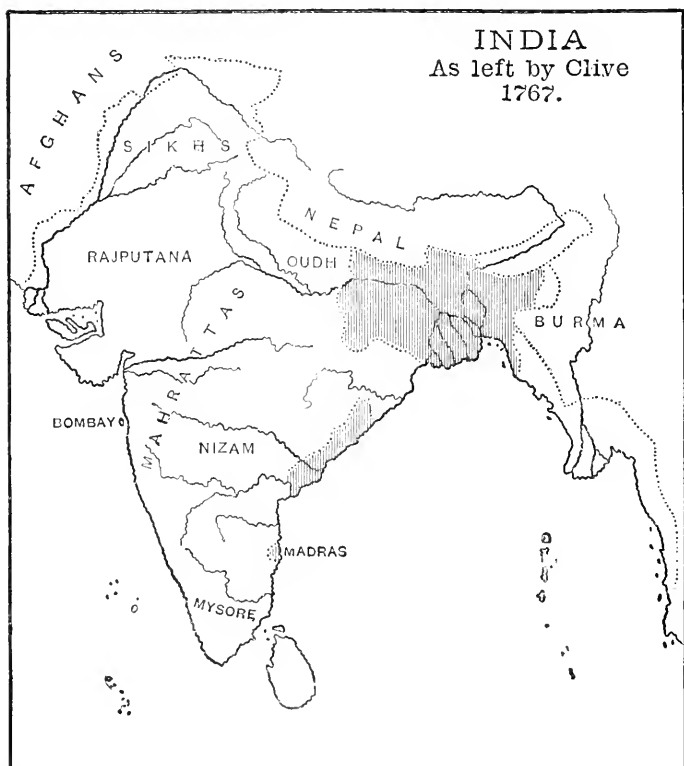 INDIA
As left by Clive
1767.
AFGHANS
SIKHS
NEPAL
RAJPUTANA
OUDH
BURMA
MAHRATTAS
BOMBAY
NIZAM
MADRAS
MYSORE